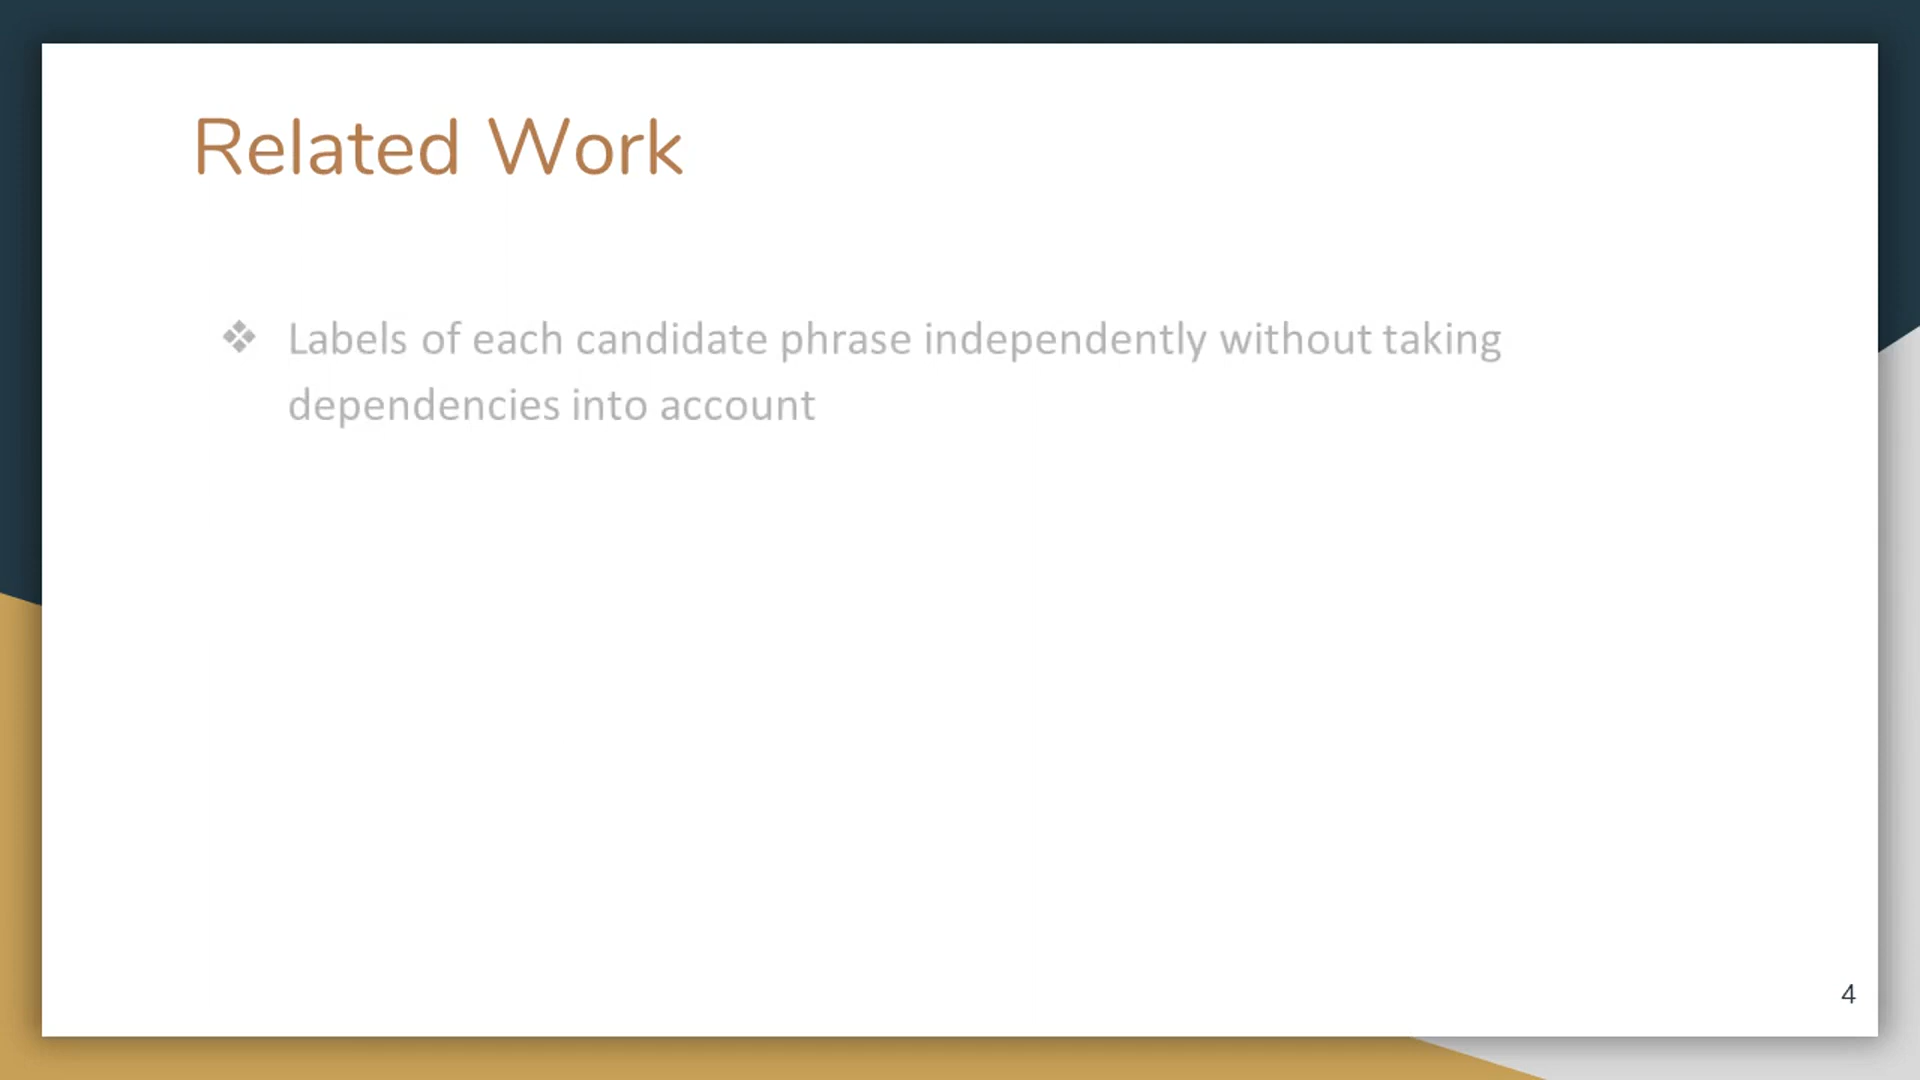 Related Work
❖ Labels of each candidate phrase independently without taking
dependencies into account
4